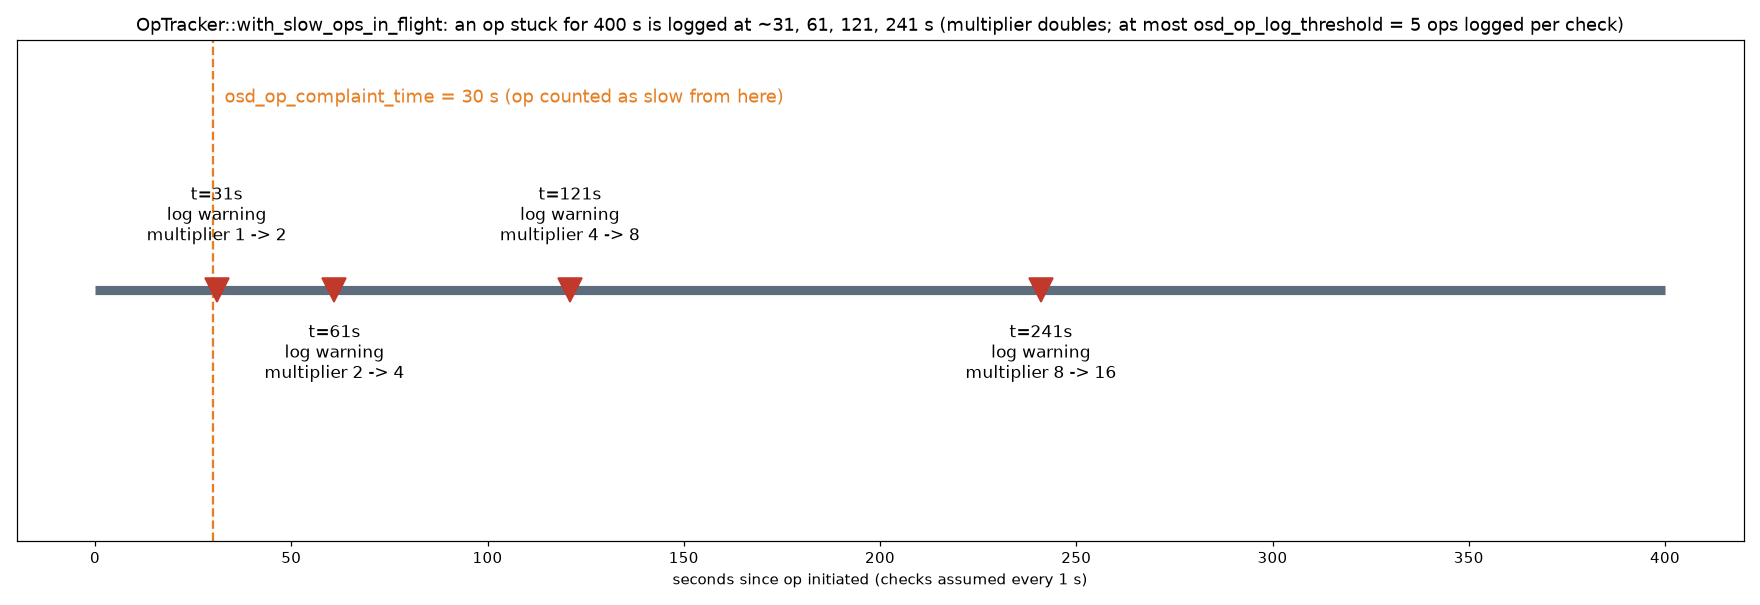 OpTracker::with_slow_ops_in_flight: an op stuck for 400 s is logged at ~31, 61, 121, 241 s (multiplier doubles; at most osd_op_log_threshold = 5 ops logged per check)
osd_op_complaint_time = 30 s (op counted as slow from here)
t=31s
log warning
multiplier 1 -> 2
t=121s
log warning
multiplier 4 -> 8
t=61s
log warning
multiplier 2 -> 4
t=241s
log warning
multiplier 8 -> 16
0 50 100 150 200 250 300 350 400
seconds since op initiated (checks assumed every 1 s)